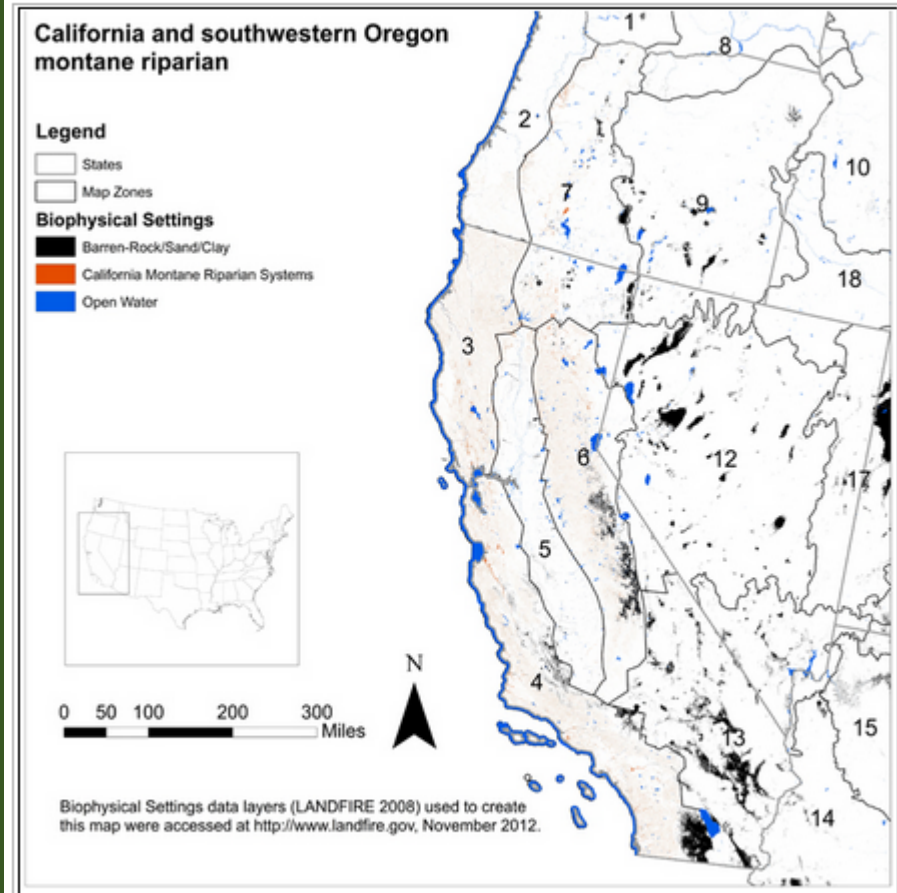 California and southwestern Oregon
montane riparian
Legend
States
Map Zones
Biophysical Settings
Barren-Rock/Sand/Clay
California Montane Riparian Systems
Open Water
1
8
2
10
7
9
18
3
6
12
17
5
4
13
15
14
N
0 50 100 200 300
Miles
Biophysical Settings data layers (LANDFIRE 2008) used to create
this map were accessed at http://www.landfire.gov, November 2012.